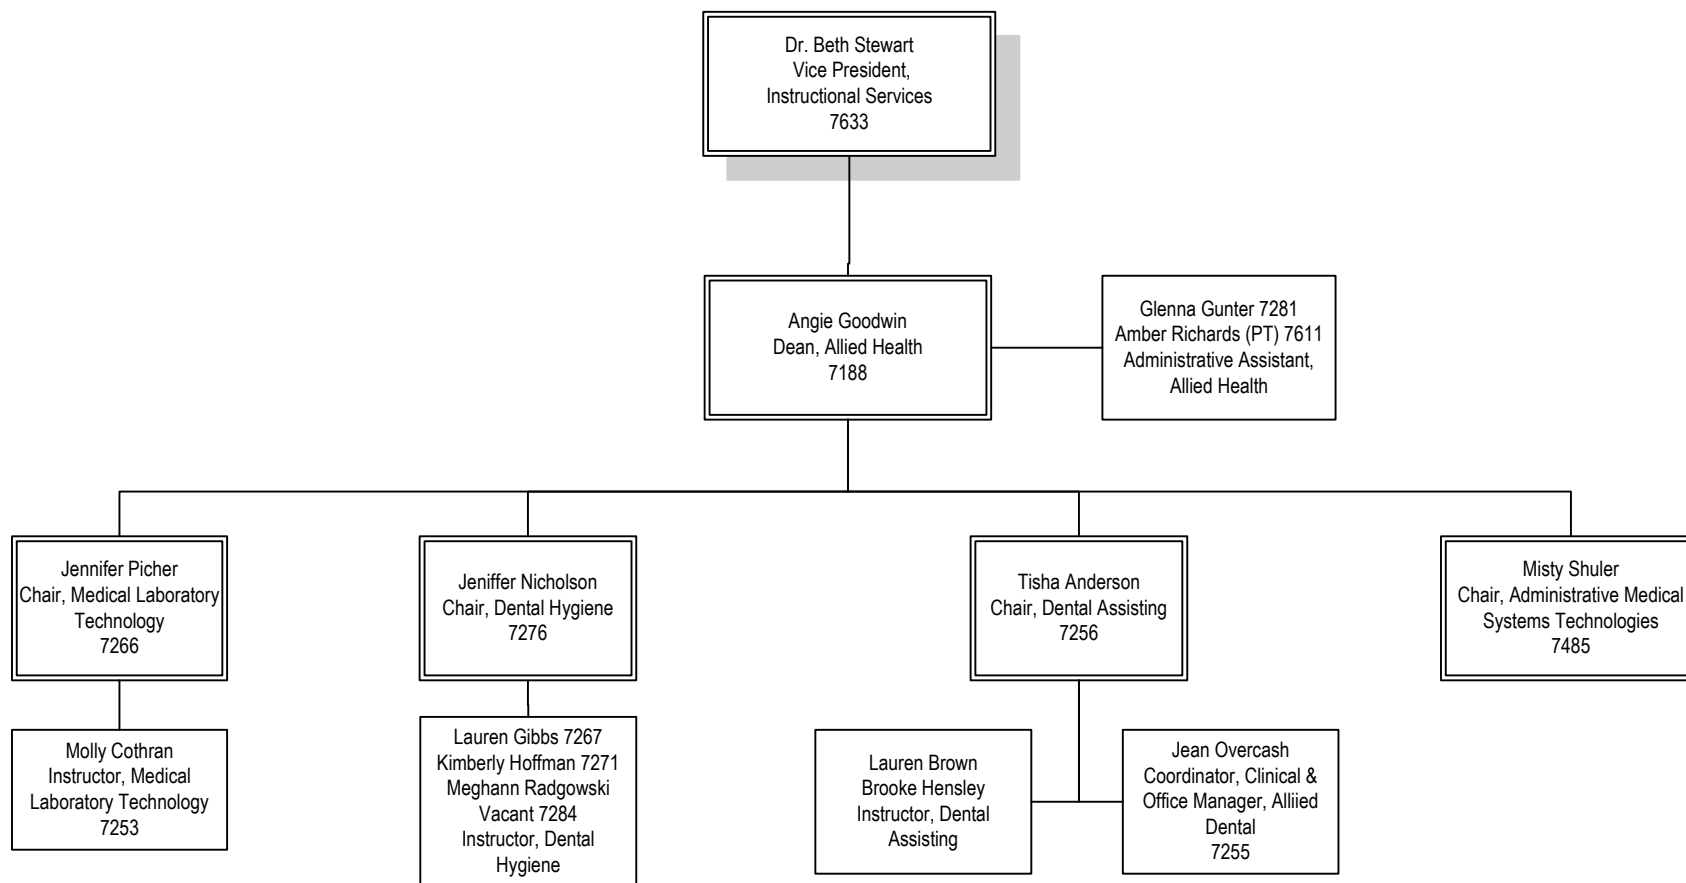 Dr. Beth Stewart
Vice President,
Instructional Services
7633
Angie Goodwin
Dean, Allied Health
7188
Glenna Gunter 7281
Amber Richards (PT) 7611
Administrative Assistant,
Allied Health
Jennifer Picher
Chair, Medical Laboratory
Technology
7266
Jeniffer Nicholson
Chair, Dental Hygiene
7276
Tisha Anderson
Chair, Dental Assisting
7256
Misty Shuler
Chair, Administrative Medical
Systems Technologies
7485
Molly Cothran
Instructor, Medical
Laboratory Technology
7253
Lauren Gibbs 7267
Kimberly Hoffman 7271
Meghann Radgowski
Vacant 7284
Instructor, Dental
Hygiene
Lauren Brown
Brooke Hensley
Instructor, Dental
Assisting
Jean Overcash
Coordinator, Clinical &
Office Manager, Alliied
Dental
7255